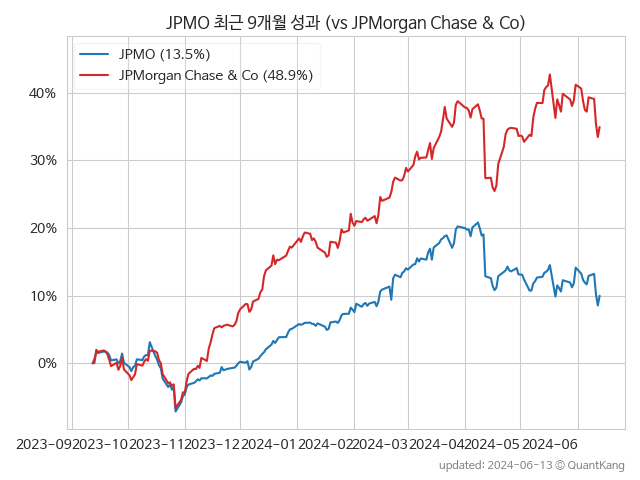 JPMO 최근 9개월 성과 (vs JPMorgan Chase & Co)
JPMO (13.5%)
JPMorgan Chase & Co (48.9%)
40%
30%
20%
10%
0%
2023-09 2023-10 2023-11 2023-12 2024-01 2024-02 2024-03 2024-04 2024-05 2024-06
updated: 2024-06-13 © QuantKang